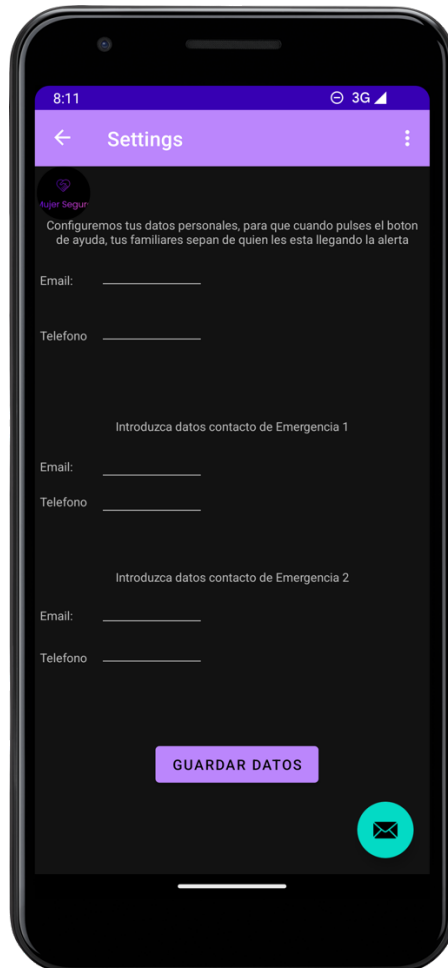 8:11 3G
Settings
Mujer Segur
Configuremos tus datos personales, para que cuando pulses el boton
de ayuda, tus familiares sepan de quien les esta llegando la alerta
Email:
Telefono
Introduzca datos contacto de Emergencia 1
Email:
Telefono
Introduzca datos contacto de Emergencia 2
Email:
Telefono
GUARDAR DATOS